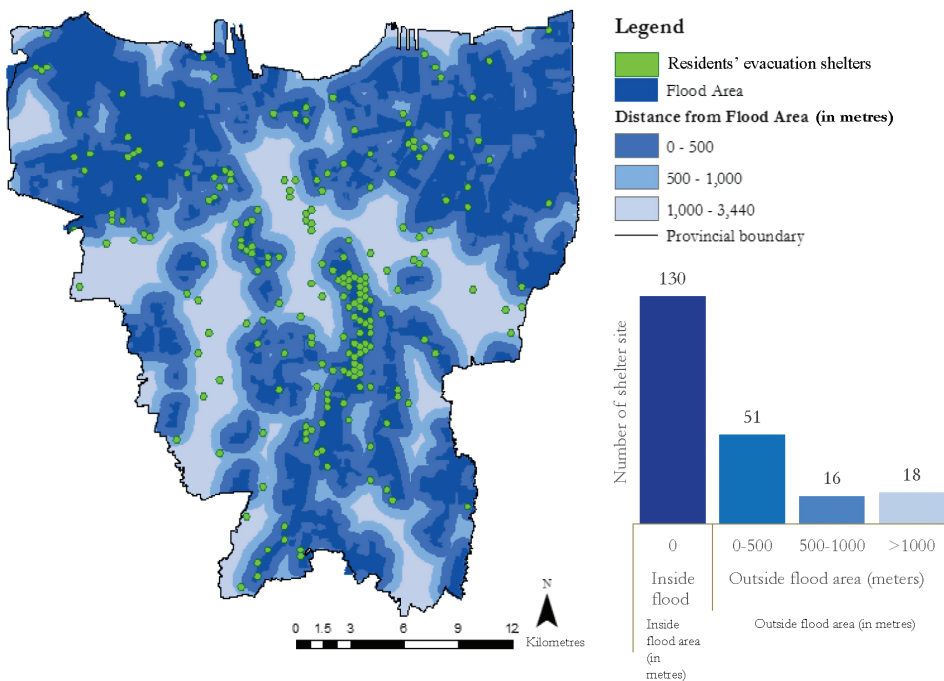 Legend
Residents' evacuation shelters
Flood Area
Distance from Flood Area (in metres)
0 - 500
500 - 1,000
1,000 - 3,440
Provincial boundary
N
0 1.5 3 6 9 12
Kilometres
Number of shelter site
130
51
16
18
0
0-500
500-1000
>1000
Inside
flood
Outside flood area (meters)
Inside
flood area
(in
metres)
Outside flood area (in metres)